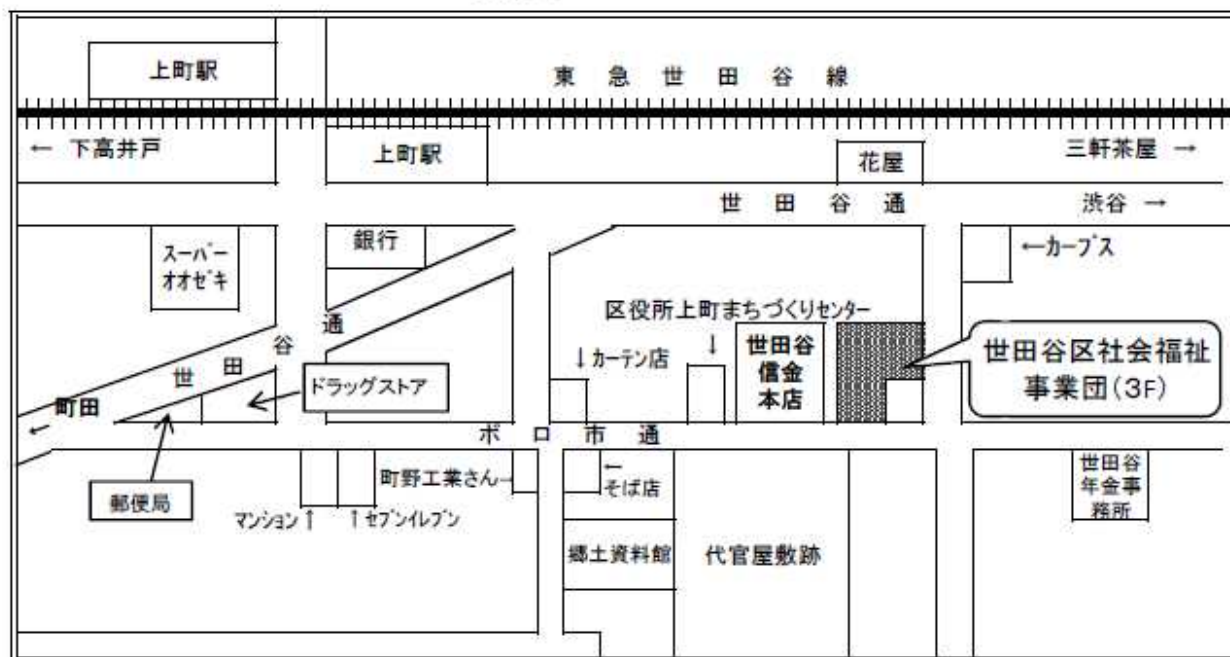 上町駅
東急世田谷線
← 下高井戸
上町駅
花屋
三軒茶屋 →
世田谷通
渋谷 →
スーパー
オオゼキ
銀行
←カーブス
区役所上町まちづくりセンター
↓カーテン店
↓
世田谷
信金
本店
世田谷区社会福祉
事業団(3F)
世田谷通
ドラッグストア
町田
←
ボロ市通
郵便局
マンション↑
↑セブンイレブン
町野工業さん→
←
そば店
世田谷
年金事
務所
郷土資料館
代官屋敷跡